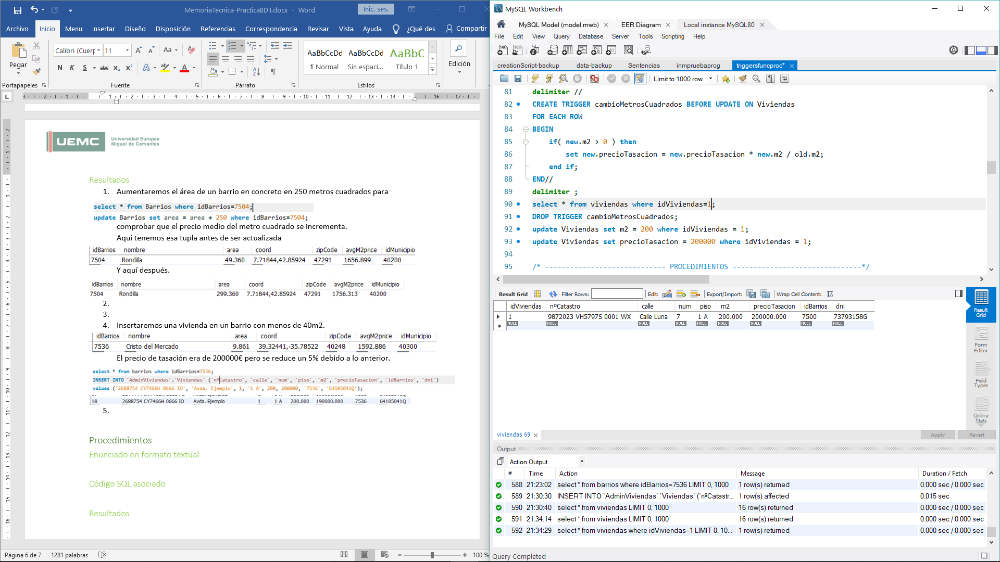 MemoriaTecnica-PracticaBDII.docx - Word
Inic. ses.
Archivo Inicio Menu Insertar Diseño Disposición Referencias Correspondencia Revisar Vista Ayuda ¿Qué des Compartir
Pegar
Calibri (Cuerp 11
Aa
N K S abc x₂ x²
AaBbCcDd AaBbCcDd AaBbC
¶ Normal Sin espaci... Título 1
Edición
Portapapeles Fuente Párrafo Estilos
UEMC
Universidad Europea
Miguel de Cervantes
Resultados
1. Aumentaremos el área de un barrio en concreto en 250 metros cuadrados para
select * from Barrios where idBarrios=7504;
update Barrios set area = area + 250 where idBarrios=7504;
comprobar que el precio medio del metro cuadrado se incrementa.
Aquí tenemos esa tupla antes de ser actualizada
idBarrios nombre area coord zipCode avgM2price idMunicipio
7504 Rondilla 49.360 7.71844,42.85924 47291 1656.899 40200
Y aquí después.
idBarrios nombre area coord zipCode avgM2price idMunicipio
7504 Rondilla 299.360 7.71844,42.85924 47291 1756.313 40200
2.
3.
4. Insertaremos una vivienda en un barrio con menos de 40m2.
idBarrios nombre area coord zipCode avgM2price idMunicipio
7536 Cristo del Mercado 9.861 39.32441,-35.78522 40248 1592.886 40300
El precio de tasación era de 200000€ pero se reduce un 5% debido a lo anterior.
select * from barrios where idBarrios=7536;
INSERT INTO `AdminViviendas`.`Viviendas` (`nºCatastro`, `calle`, `num`, `piso`, `m2`, `precioTasacion`, `idBarrios`, `dni`)
values ('2688754 CY7466H 0666 IO', 'Avda. Ejemplo', 1, '1 A', 200, 200000, '7536', '64105041Q');
18 2688754 CY7466H 0666 IO Avda. Ejemplo 1 1 A 200.000 190000.000 7536 64105041Q
5.
Procedimientos
Enunciado en formato textual
Código SQL asociado
Resultados
Página 6 de 7 1281 palabras 100 %
MySQL Workbench
MySQL Model (model.mwb) EER Diagram Local instance MySQL80
File Edit View Query Database Server Tools Scripting Help
creationScript-backup data-backup Sentencias inmpruebaprog triggersfuncproc*
Limit to 1000 row
81 delimiter //
82 CREATE TRIGGER cambioMetrosCuadrados BEFORE UPDATE ON Viviendas
83 FOR EACH ROW
84 BEGIN
85 if( new.m2 > 0 ) then
86 set new.precioTasacion = new.precioTasacion * new.m2 / old.m2;
87 end if;
88 END//
89 delimiter ;
90 select * from viviendas where idViviendas=1;
91 DROP TRIGGER cambioMetrosCuadrados;
92 update Viviendas set m2 = 200 where idViviendas = 1;
93 update Viviendas set precioTasacion = 200000 where idViviendas = 1;
94
95 /* ----------------------------- PROCEDIMIENTOS -------------------------------*/
Result Grid Filter Rows: Edit: Export/Import: Wrap Cell Content:
idViviendas nºCatastro calle num piso m2 precioTasacion idBarrios dni
1 9872023 VH5797S 0001 WX Calle Luna 7 1 A 200.000 200000.000 7500 73793158G
NULL NULL NULL NULL NULL NULL NULL NULL NULL
Result
Grid
Form
Editor
Field
Types
Query
Stats
viviendas 69 Apply Revert
Output
Action Output
# Time Action Message Duration / Fetch
588 21:23:02 select * from barrios where idBarrios=7536 LIMIT 0, 1000 1 row(s) returned 0.000 sec / 0.000 sec
589 21:30:30 INSERT INTO `AdminViviendas`.`Viviendas` (`nºCatastr... 1 row(s) affected 0.015 sec
590 21:30:40 select * from viviendas LIMIT 0, 1000 16 row(s) returned 0.000 sec / 0.000 sec
591 21:34:14 select * from viviendas LIMIT 0, 1000 16 row(s) returned 0.000 sec / 0.000 sec
592 21:34:29 select * from viviendas where idViviendas=1 LIMIT 0, 10... 1 row(s) returned 0.000 sec / 0.000 sec
Query Completed